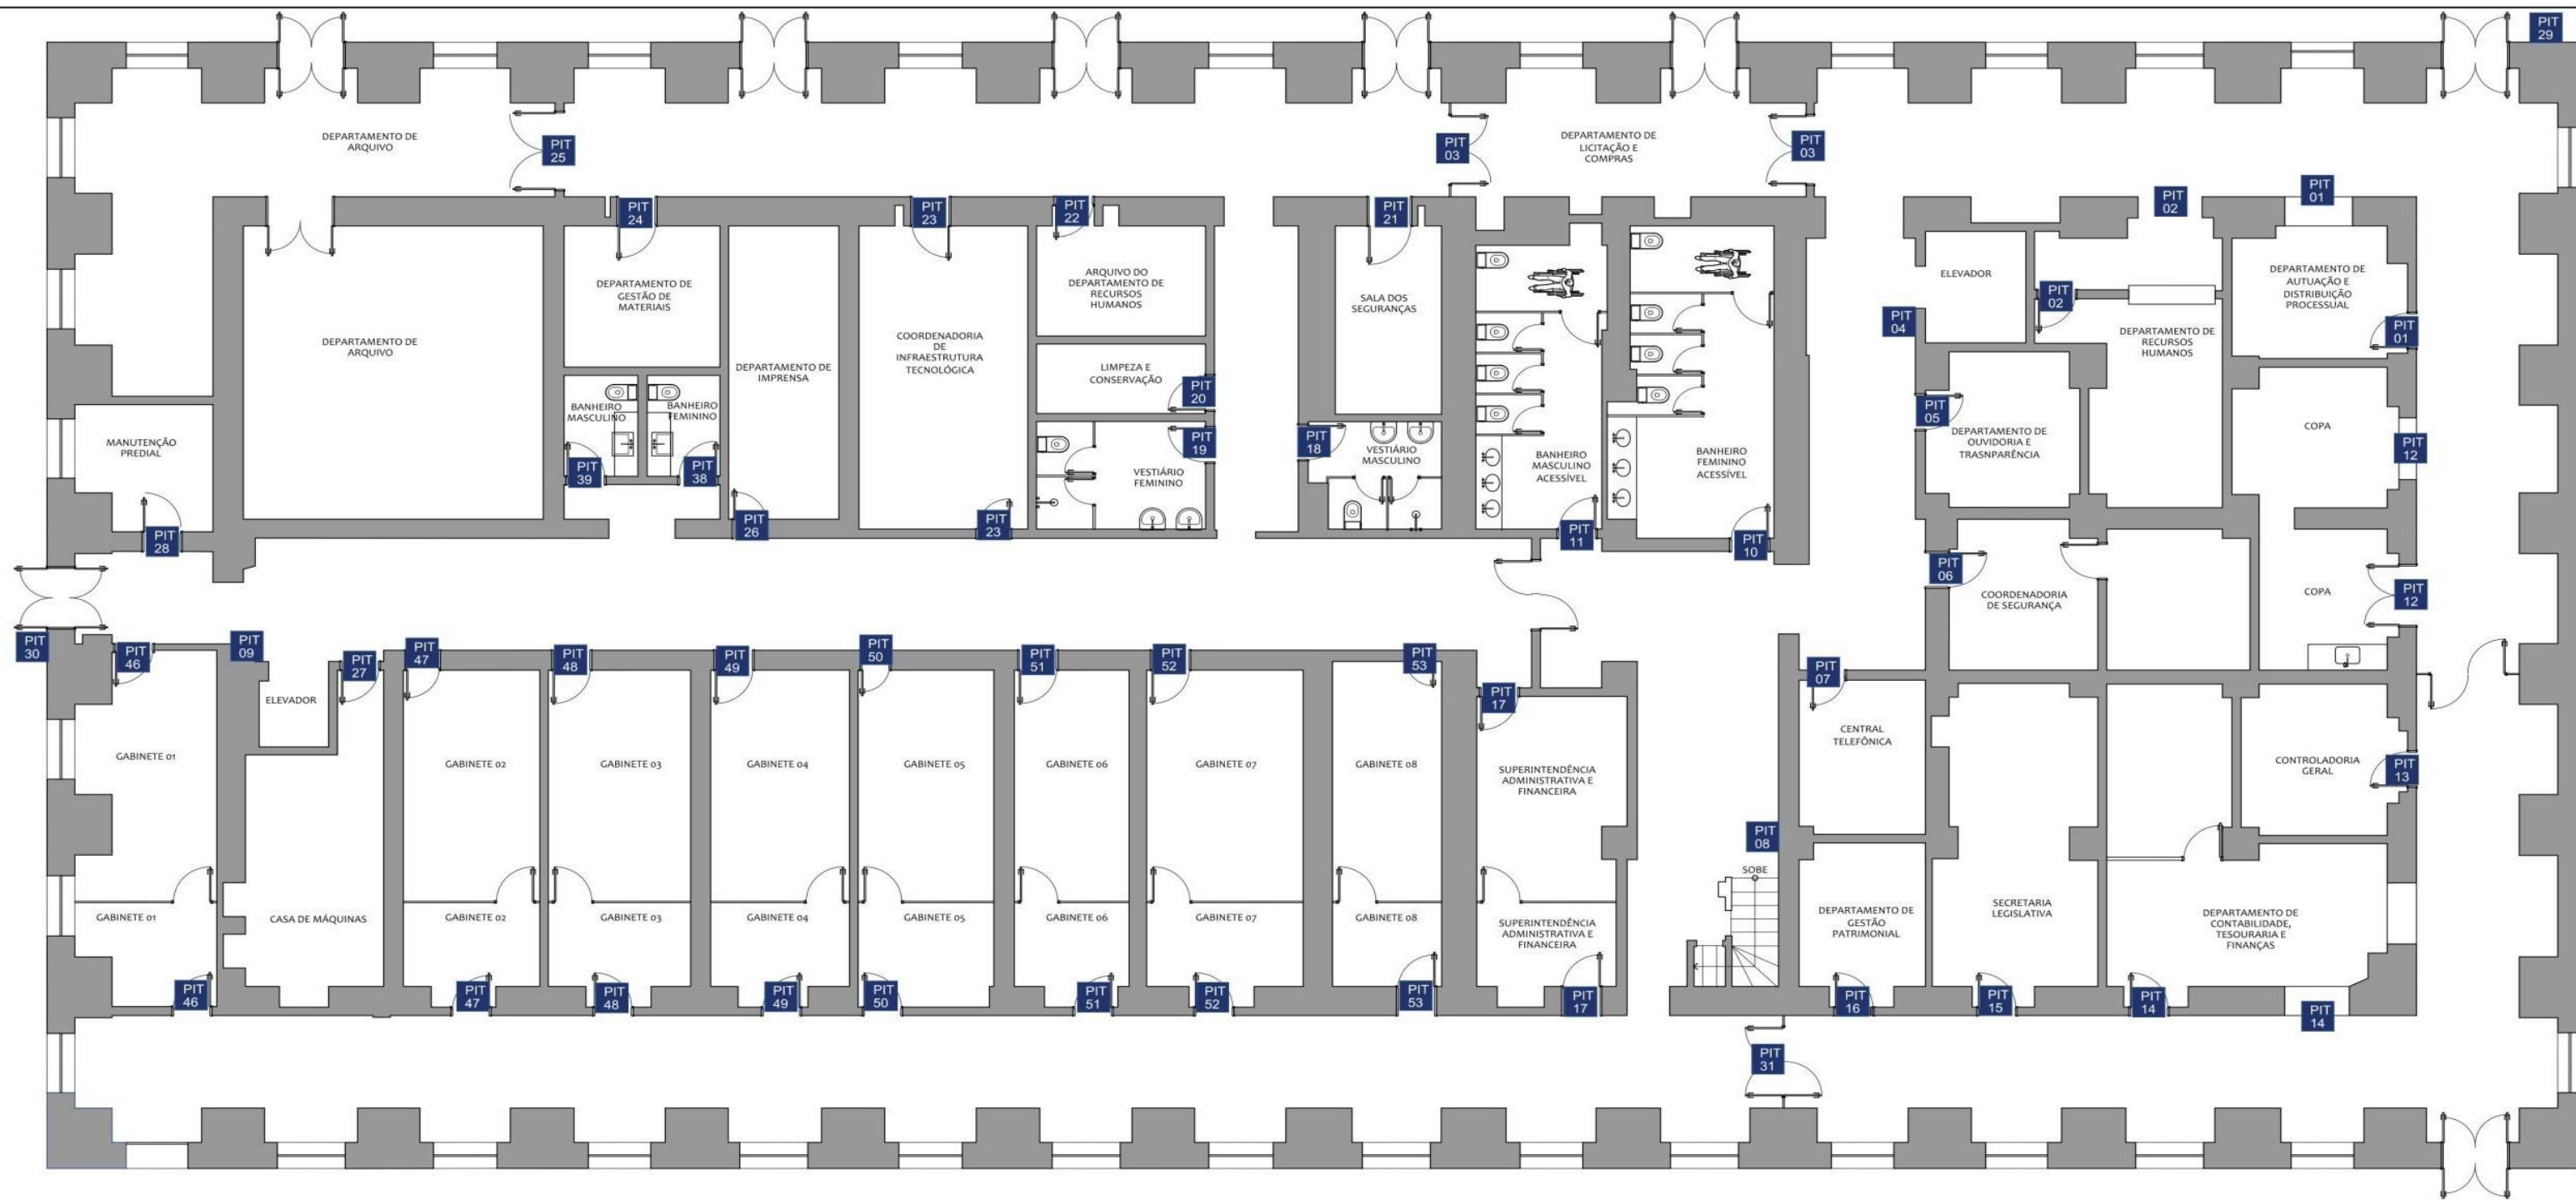 PIT
29
DEPARTAMENTO DE
ARQUIVO
PIT
25
PIT
03
DEPARTAMENTO DE
LICITAÇÃO E
COMPRAS
PIT
03
PIT
24
PIT
23
PIT
22
PIT
21
PIT
02
PIT
01
DEPARTAMENTO DE
ARQUIVO
DEPARTAMENTO DE
GESTÃO DE
MATERIAIS
DEPARTAMENTO DE
IMPRENSA
COORDENADORIA
DE
INFRAESTRUTURA
TECNOLÓGICA
ARQUIVO DO
DEPARTAMENTO DE
RECURSOS
HUMANOS
LIMPEZA E
CONSERVAÇÃO
PIT
20
SALA DOS
SEGURANÇAS
ELEVADOR
PIT
04
PIT
02
DEPARTAMENTO DE
RECURSOS
HUMANOS
DEPARTAMENTO DE
AUTUAÇÃO E
DISTRIBUIÇÃO
PROCESSUAL
PIT
01
MANUTENÇÃO
PREDIAL
PIT
28
BANHEIRO
MASCULINO
PIT
39
BANHEIRO
FEMININO
PIT
38
PIT
26
PIT
23
PIT
19
VESTIÁRIO
FEMININO
PIT
18
VESTIÁRIO
MASCULINO
BANHEIRO
MASCULINO
ACESSÍVEL
PIT
11
BANHEIRO
FEMININO
ACESSÍVEL
PIT
10
PIT
05
DEPARTAMENTO DE
OUVIDORIA E
TRASNPARÊNCIA
COPA
PIT
12
PIT
06
COORDENADORIA
DE SEGURANÇA
COPA
PIT
12
PIT
30
PIT
46
PIT
09
PIT
27
PIT
47
PIT
48
PIT
49
PIT
50
PIT
51
PIT
52
PIT
53
PIT
17
PIT
07
ELEVADOR
GABINETE 01
GABINETE 02
GABINETE 03
GABINETE 04
GABINETE 05
GABINETE 06
GABINETE 07
GABINETE 08
SUPERINTENDÊNCIA
ADMINISTRATIVA E
FINANCEIRA
CENTRAL
TELEFÔNICA
CONTROLADORIA
GERAL
PIT
13
PIT
08
SOBE
GABINETE 01
CASA DE MÁQUINAS
GABINETE 02
GABINETE 03
GABINETE 04
GABINETE 05
GABINETE 06
GABINETE 07
GABINETE 08
SUPERINTENDÊNCIA
ADMINISTRATIVA E
FINANCEIRA
DEPARTAMENTO DE
GESTÃO
PATRIMONIAL
SECRETARIA
LEGISLATIVA
DEPARTAMENTO DE
CONTABILIDADE,
TESOURARIA E
FINANÇAS
PIT
46
PIT
47
PIT
48
PIT
49
PIT
50
PIT
51
PIT
52
PIT
53
PIT
17
PIT
16
PIT
15
PIT
14
PIT
14
PIT
31